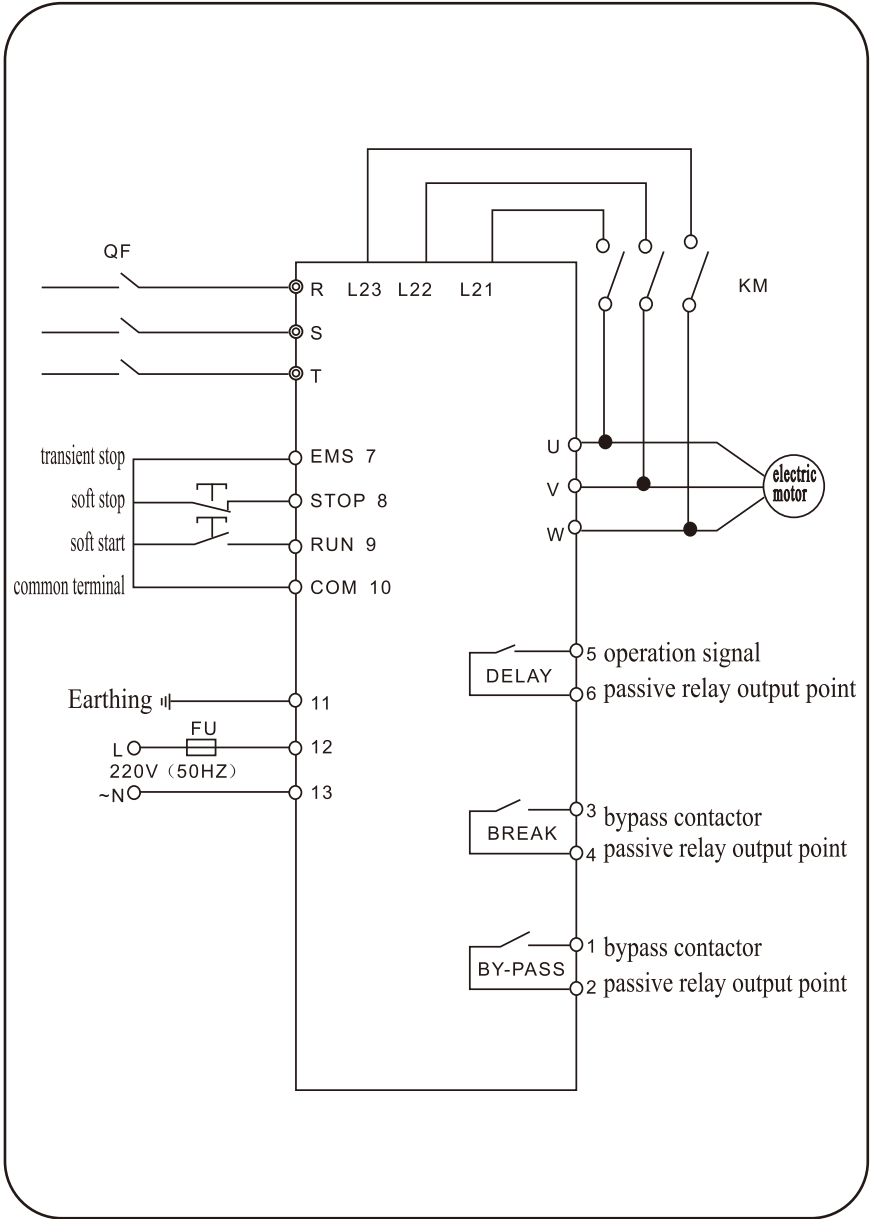 QF
R L23 L22 L21
KM
S
T
transient stop EMS 7
soft stop STOP 8
soft start RUN 9
common terminal COM 10
U
V
W
electric
motor
5 operation signal
DELAY
6 passive relay output point
Earthing 11
FU
L 12
220V（50HZ）
~N 13
3 bypass contactor
BREAK
4 passive relay output point
1 bypass contactor
BY-PASS
2 passive relay output point